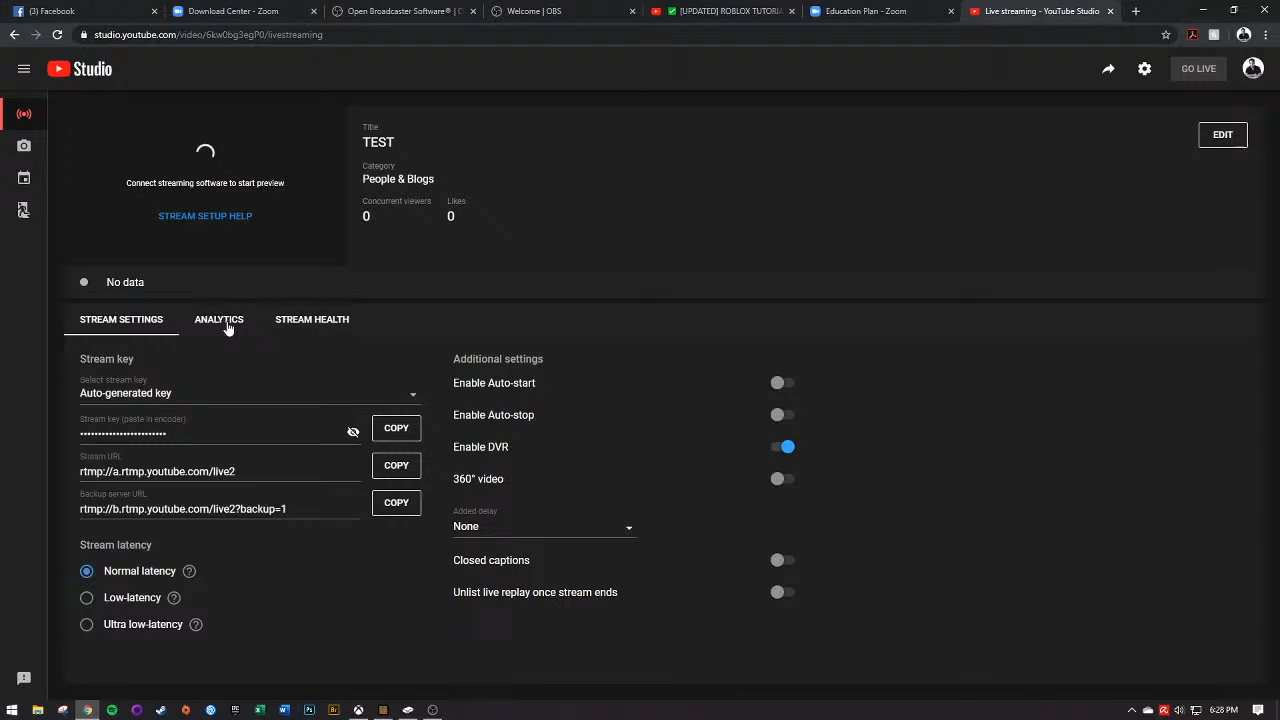 (3) Facebook
Download Center - Zoom
Open Broadcaster Software® | O
Welcome | OBS
[UPDATED] ROBLOX TUTORIA
Education Plan - Zoom
Live streaming - YouTube Studio
studio.youtube.com/video/6kw0bg3egP0/livestreaming
Studio
GO LIVE
Title
TEST
EDIT
Category
People & Blogs
Connect streaming software to start preview
Concurrent viewers
Likes
0
0
STREAM SETUP HELP
No data
STREAM SETTINGS
ANALYTICS
STREAM HEALTH
Stream key
Select stream key
Auto-generated key
Stream key (paste in encoder)
••••••••••••••••••••••••
COPY
Stream URL
rtmp://a.rtmp.youtube.com/live2
COPY
Backup server URL
rtmp://b.rtmp.youtube.com/live2?backup=1
COPY
Stream latency
Normal latency
Low-latency
Ultra low-latency
Additional settings
Enable Auto-start
Enable Auto-stop
Enable DVR
360° video
Added delay
None
Closed captions
Unlist live replay once stream ends
6:28 PM